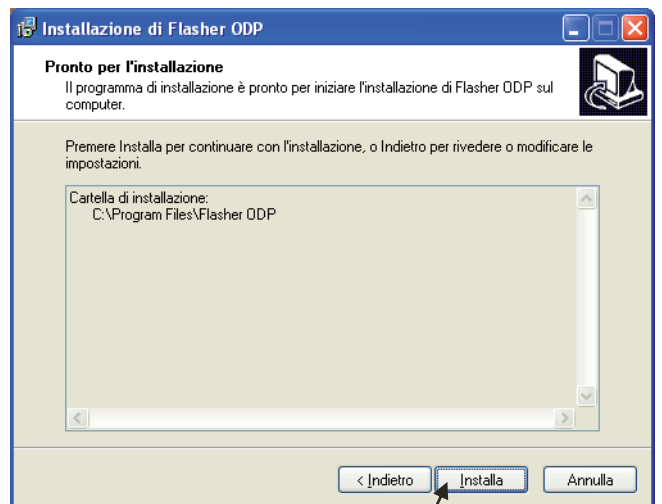 Installazione di Flasher ODP
Pronto per l'installazione
Il programma di installazione è pronto per iniziare l'installazione di Flasher ODP sul
computer.
Premere Installa per continuare con l'installazione, o Indietro per rivedere o modificare le
impostazioni.
Cartella di installazione:
C:\Program Files\Flasher ODP
< Indietro
Installa
Annulla